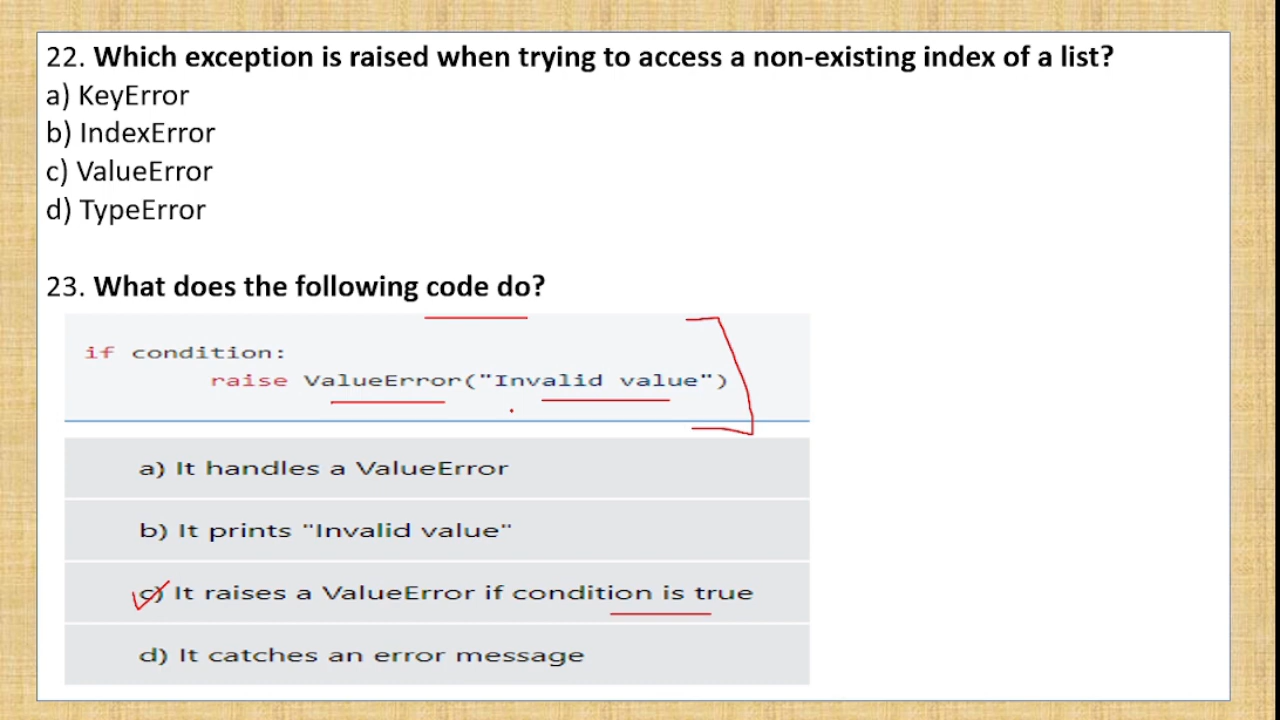 22. Which exception is raised when trying to access a non-existing index of a list?
a) KeyError
b) IndexError
c) ValueError
d) TypeError
23. What does the following code do?
if condition:
raise ValueError("Invalid value")
a) It handles a ValueError
b) It prints "Invalid value"
c) It raises a ValueError if condition is true
d) It catches an error message